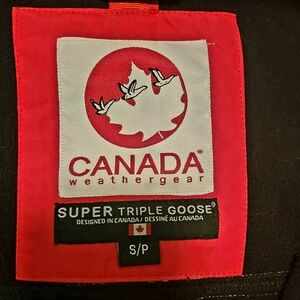 CANADA®
weathergear
SUPER TRIPLE GOOSE®
DESIGNED IN CANADA / DESSINÉ AU CANADA
S/P